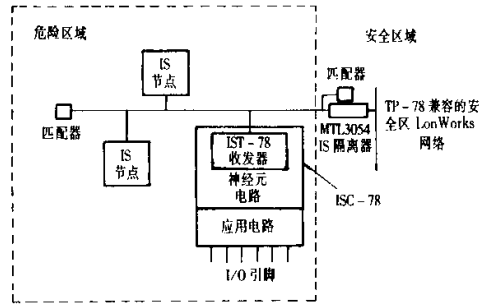 危险区域
安全区域
IS
节点
匹配器
TP-78 兼容的安
全区 LonWorks
网络
MTL3054
IS 隔离器
匹配器
IS
节点
IST-78
收发器
神经元
电路
ISC-78
应用电路
I/O 引脚